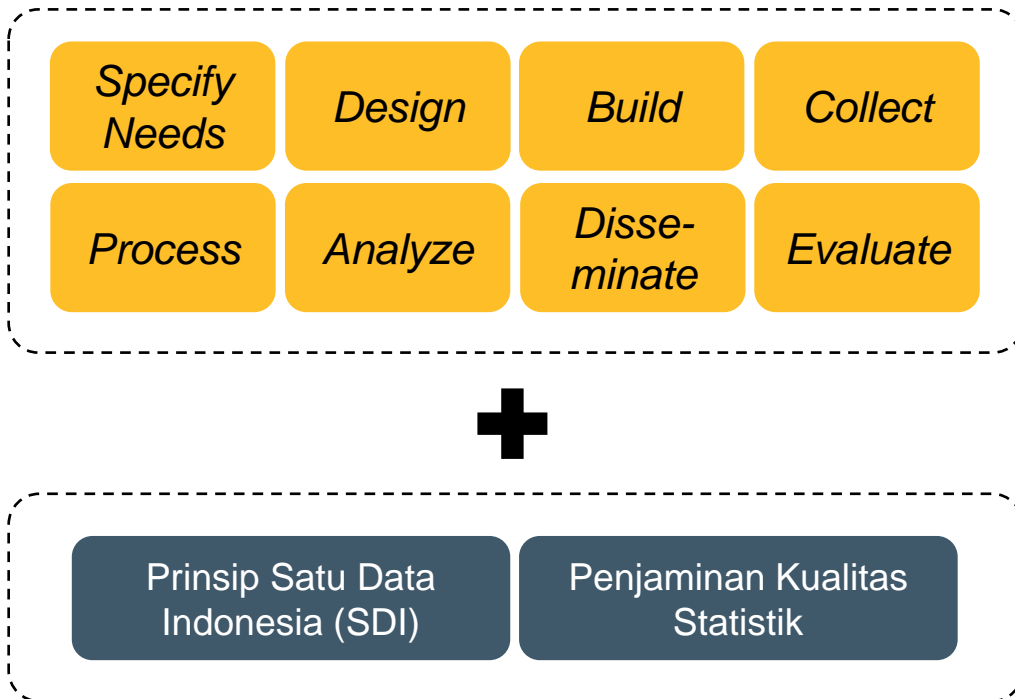 Specify
Needs
Design
Build
Collect
Process
Analyze
Disse-
minate
Evaluate
Prinsip Satu Data
Indonesia (SDI)
Penjaminan Kualitas
Statistik